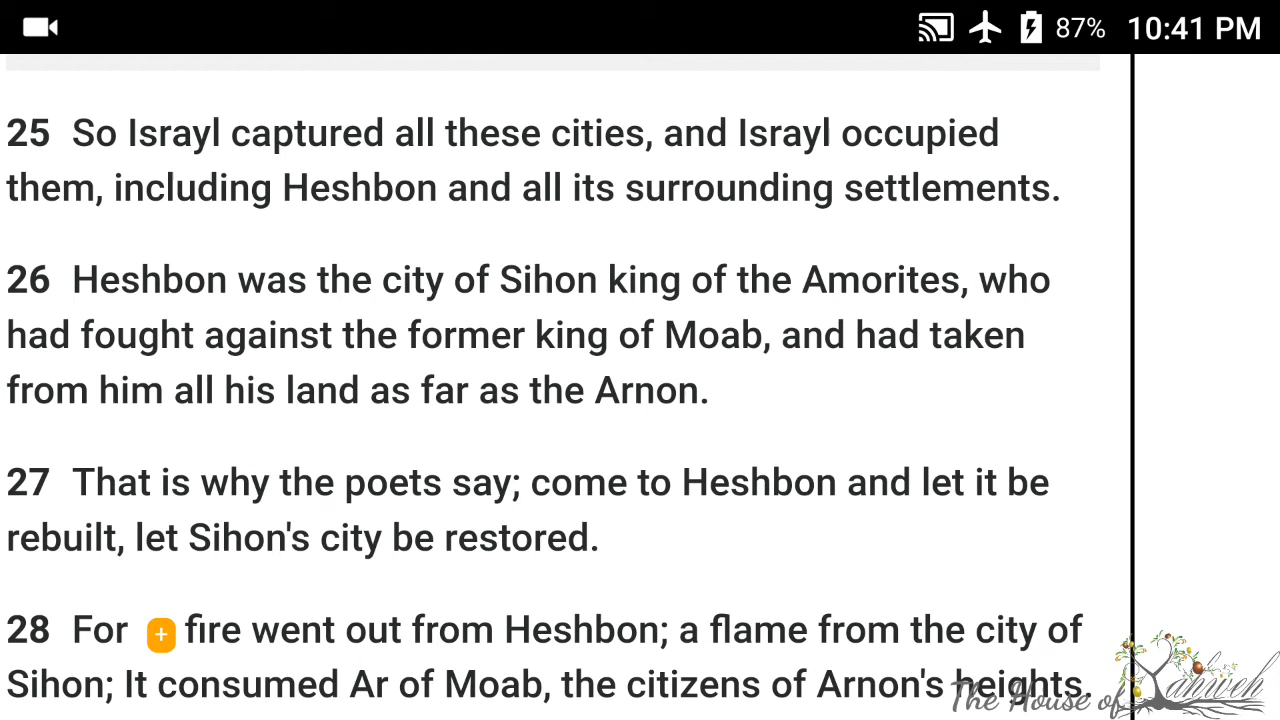 87% 10:41 PM
25 So Israyl captured all these cities, and Israyl occupied
them, including Heshbon and all its surrounding settlements.
26 Heshbon was the city of Sihon king of the Amorites, who
had fought against the former king of Moab, and had taken
from him all his land as far as the Arnon.
27 That is why the poets say; come to Heshbon and let it be
rebuilt, let Sihon's city be restored.
28 For + fire went out from Heshbon; a flame from the city of
Sihon; It consumed Ar of Moab, the citizens of Arnon's heights.
The House of Yahweh